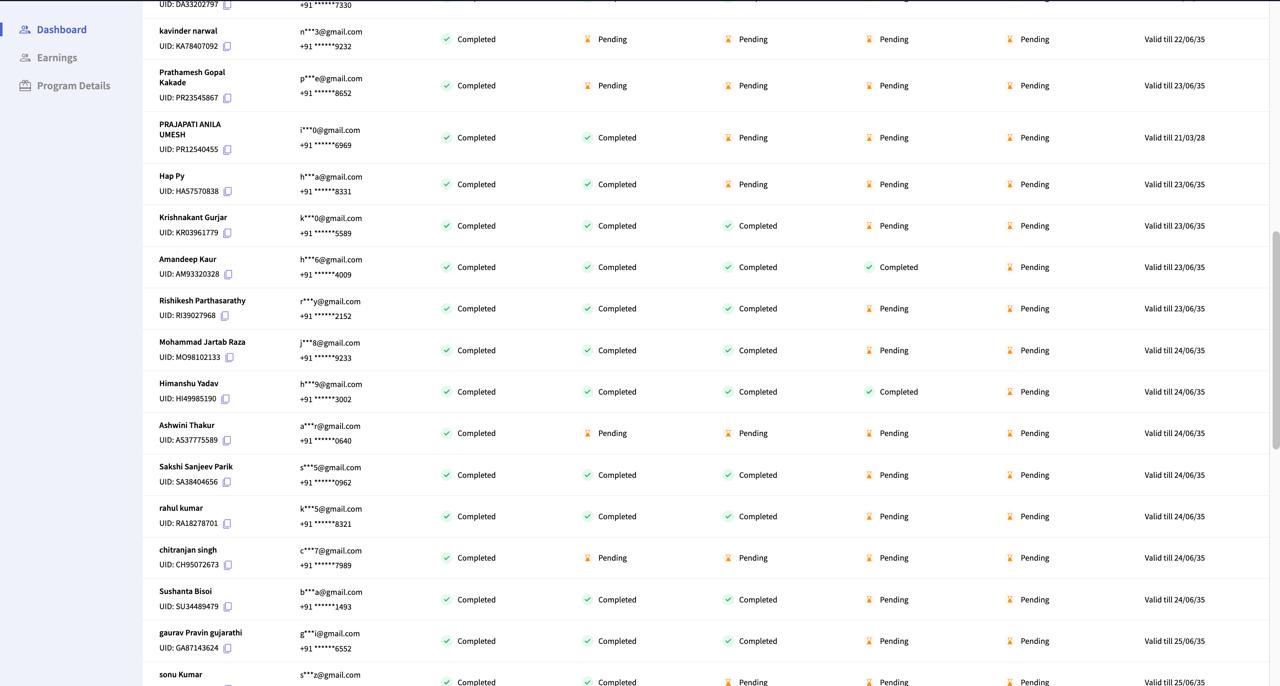 UID: DA33202797
+91 ******7330
Dashboard
Earnings
Program Details
kavinder narwal
UID: KA78407092
n***3@gmail.com
+91 ******9232
Completed
Pending
Pending
Pending
Pending
Valid till 22/06/35
Prathamesh Gopal
Kakade
UID: PR23545867
p***e@gmail.com
+91 ******8652
Completed
Pending
Pending
Pending
Pending
Valid till 23/06/35
PRAJAPATI ANILA
UMESH
UID: PR12540455
i***0@gmail.com
+91 ******6969
Completed
Completed
Pending
Pending
Pending
Valid till 21/03/28
Hap Py
UID: HA57570838
h***a@gmail.com
+91 ******8331
Completed
Completed
Pending
Pending
Pending
Valid till 23/06/35
Krishnakant Gurjar
UID: KR03961779
k***0@gmail.com
+91 ******5589
Completed
Completed
Completed
Pending
Pending
Valid till 23/06/35
Amandeep Kaur
UID: AM93320328
h***6@gmail.com
+91 ******4009
Completed
Completed
Completed
Completed
Pending
Valid till 23/06/35
Rishikesh Parthasarathy
UID: RI39027968
r***y@gmail.com
+91 ******2152
Completed
Completed
Completed
Pending
Pending
Valid till 23/06/35
Mohammad Jartab Raza
UID: MO98102133
j***8@gmail.com
+91 ******9233
Completed
Completed
Completed
Pending
Pending
Valid till 24/06/35
Himanshu Yadav
UID: HI49985190
h***9@gmail.com
+91 ******3002
Completed
Completed
Completed
Completed
Pending
Valid till 24/06/35
Ashwini Thakur
UID: AS37775589
a***r@gmail.com
+91 ******0640
Completed
Pending
Pending
Pending
Pending
Valid till 24/06/35
Sakshi Sanjeev Parik
UID: SA38404656
s***5@gmail.com
+91 ******0962
Completed
Completed
Completed
Pending
Pending
Valid till 24/06/35
rahul kumar
UID: RA18278701
k***5@gmail.com
+91 ******8321
Completed
Completed
Completed
Pending
Pending
Valid till 24/06/35
chitranjan singh
UID: CH95072673
c***7@gmail.com
+91 ******7989
Completed
Pending
Pending
Pending
Pending
Valid till 24/06/35
Sushanta Bisoi
UID: SU34489479
b***a@gmail.com
+91 ******1493
Completed
Completed
Completed
Pending
Pending
Valid till 24/06/35
gaurav Pravin gujarathi
UID: GA87143624
g***i@gmail.com
+91 ******6552
Completed
Completed
Completed
Pending
Pending
Valid till 25/06/35
sonu Kumar
s***z@gmail.com
Completed
Completed
Completed
Pending
Pending
Valid till 25/06/35